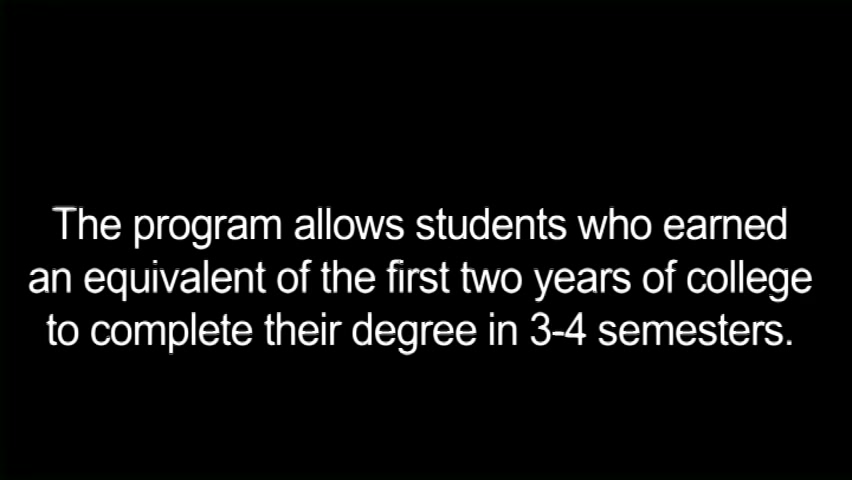 The program allows students who earned
an equivalent of the first two years of college
to complete their degree in 3-4 semesters.